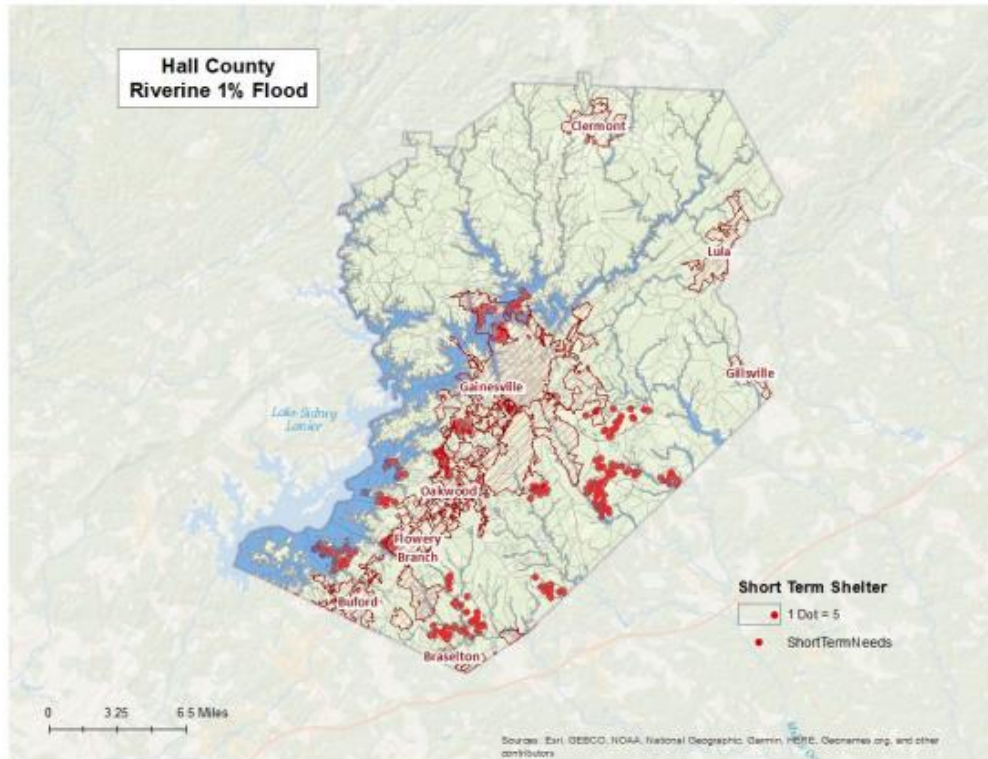 Hall County
Riverine 1% Flood
Clermont
Lula
Gillsville
Gainesville
Lake Sidney
Lanier
Oakwood
Flowery
Branch
Buford
Braselton
Short Term Shelter
1 Dot = 5
ShortTermNeeds
0 3.25 6.5 Miles
Sources: Esri, GEBCO, NOAA, National Geographic, Garmin, HERE, Geonames.org, and other
contributors